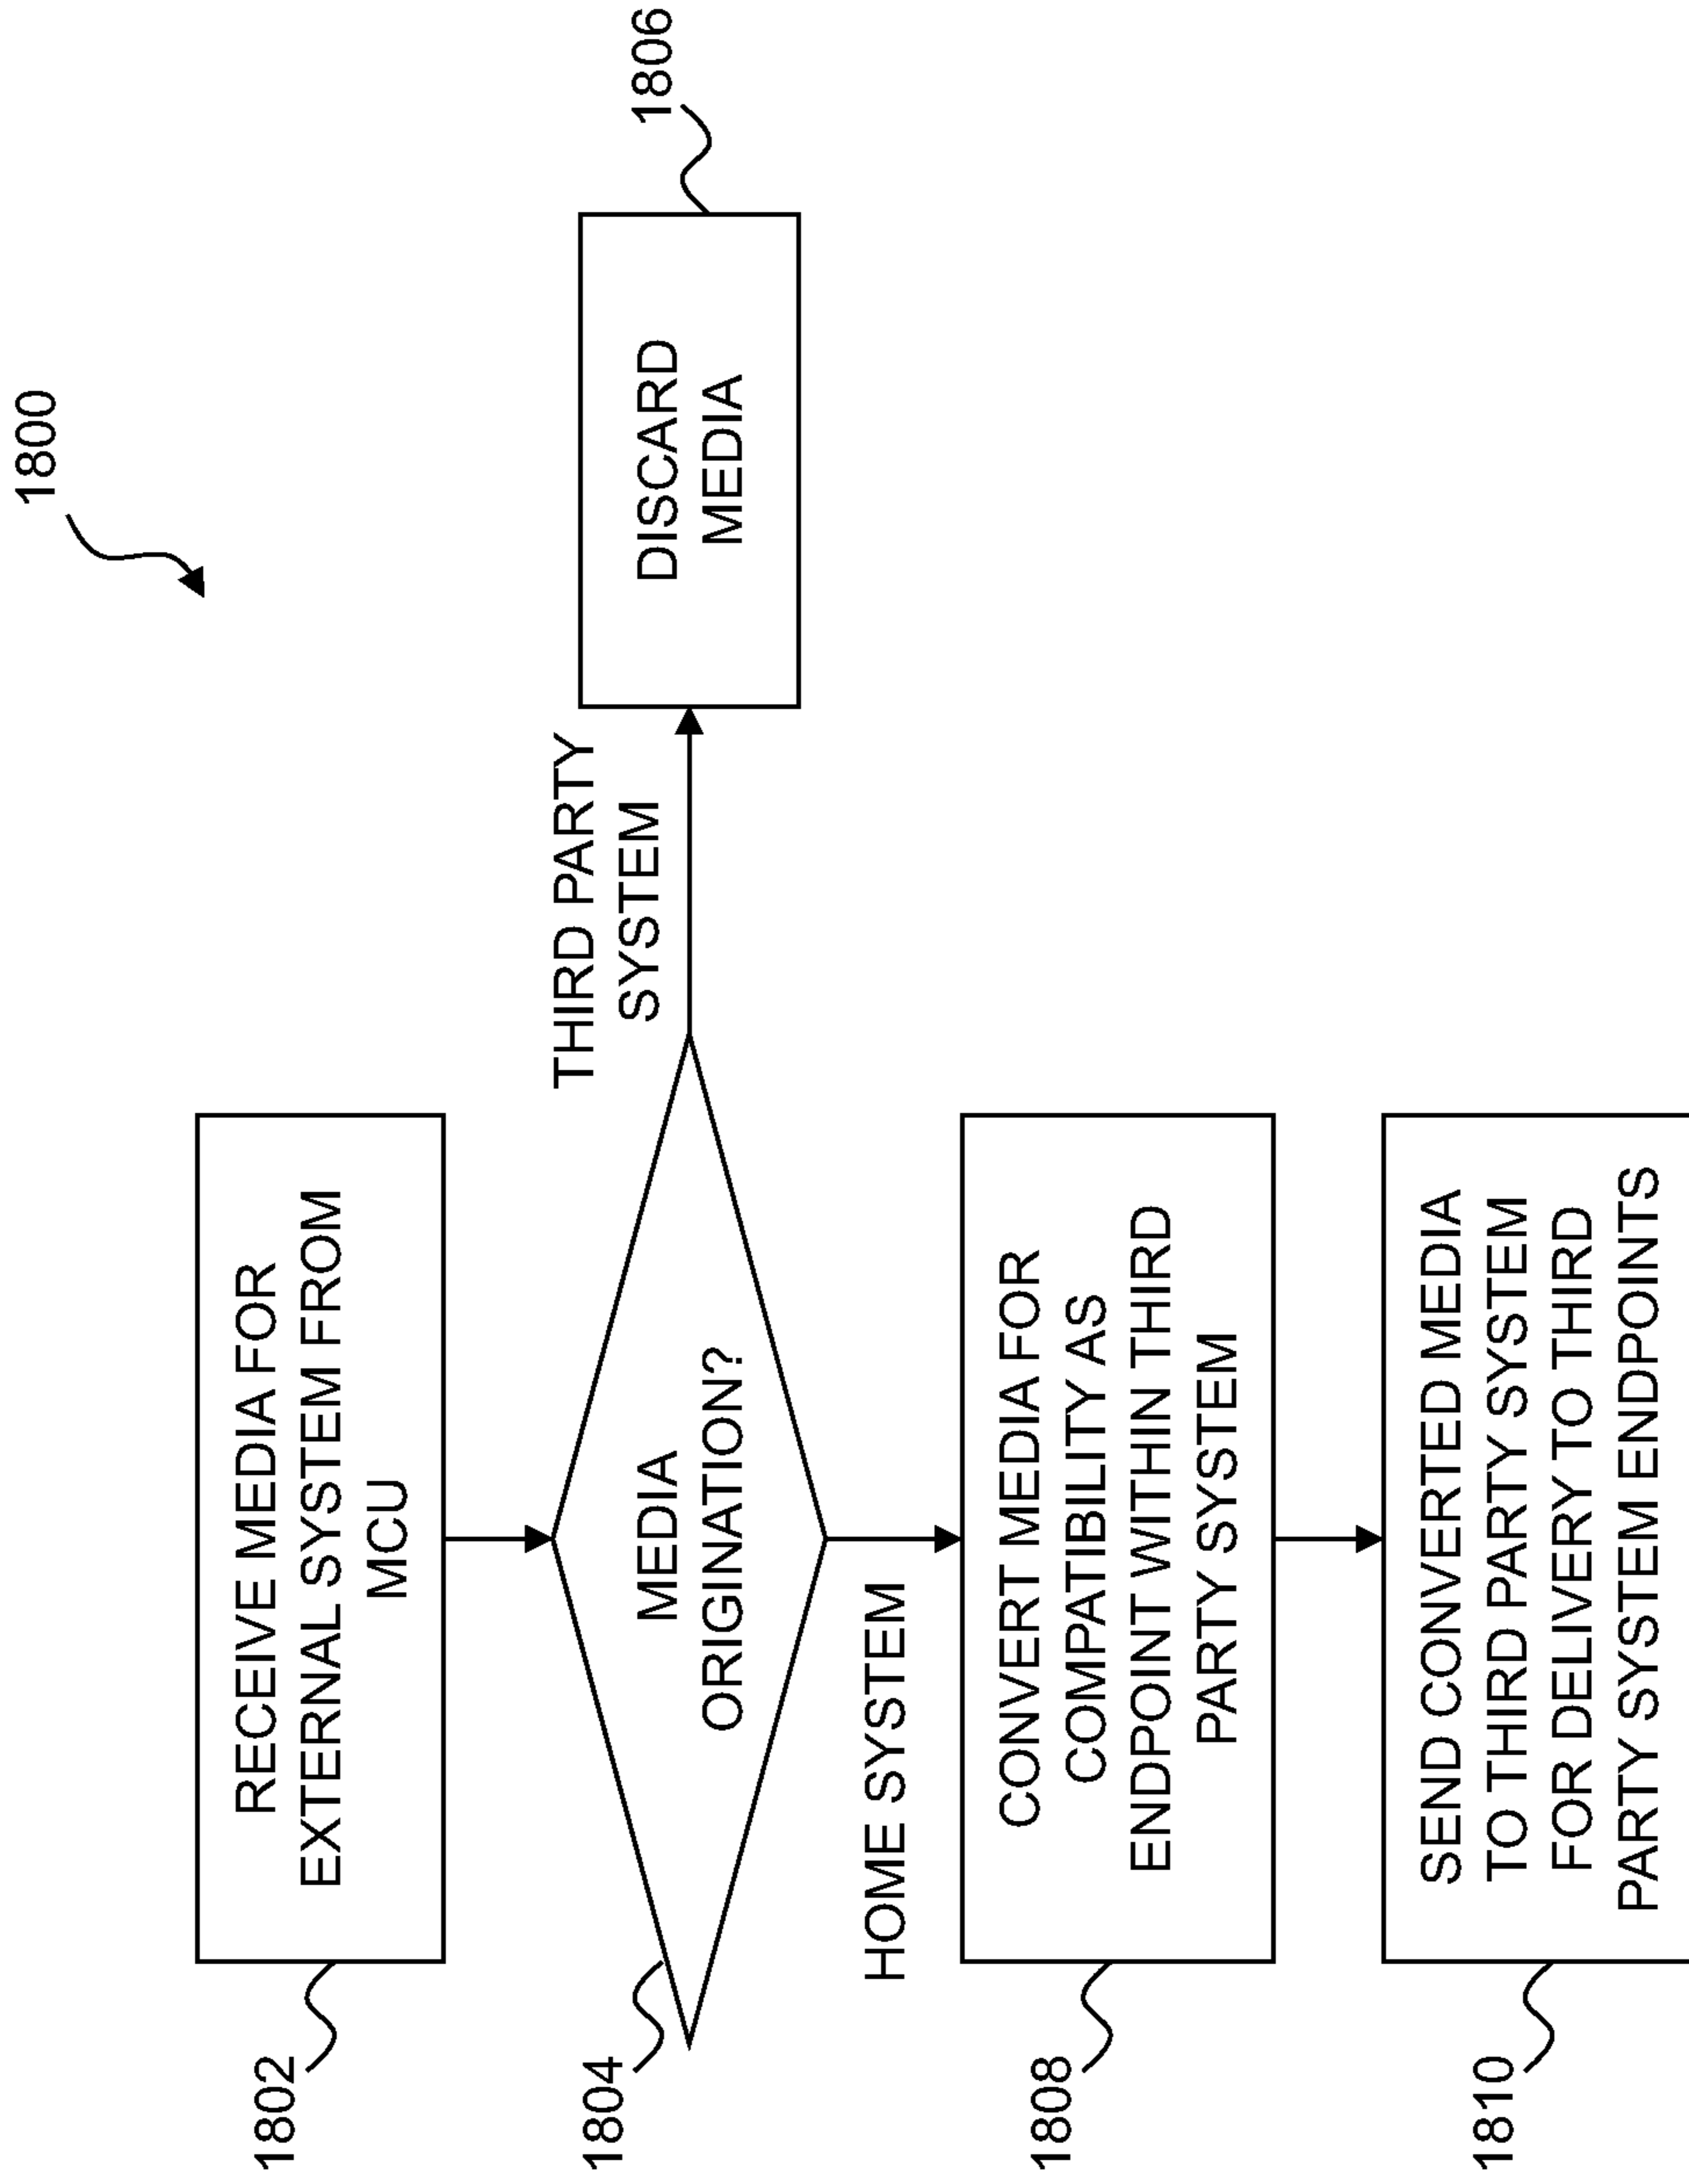 1800
1802
RECEIVE MEDIA FOR
EXTERNAL SYSTEM FROM
MCU
1804
MEDIA
ORIGINATION?
THIRD PARTY
SYSTEM
DISCARD
MEDIA
1806
HOME SYSTEM
1808
CONVERT MEDIA FOR
COMPATIBILITY AS
ENDPOINT WITHIN THIRD
PARTY SYSTEM
1810
SEND CONVERTED MEDIA
TO THIRD PARTY SYSTEM
FOR DELIVERY TO THIRD
PARTY SYSTEM ENDPOINTS